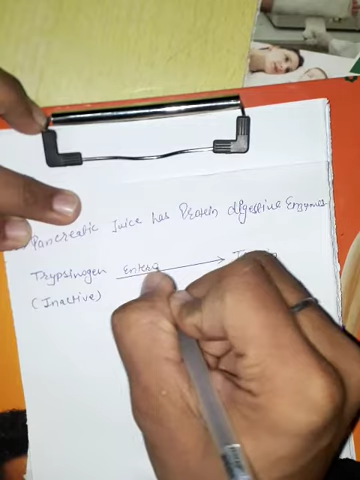 Pancreatic Juice has Protein digestive Enzymes
Trypsinogen Entero
(Inactive)